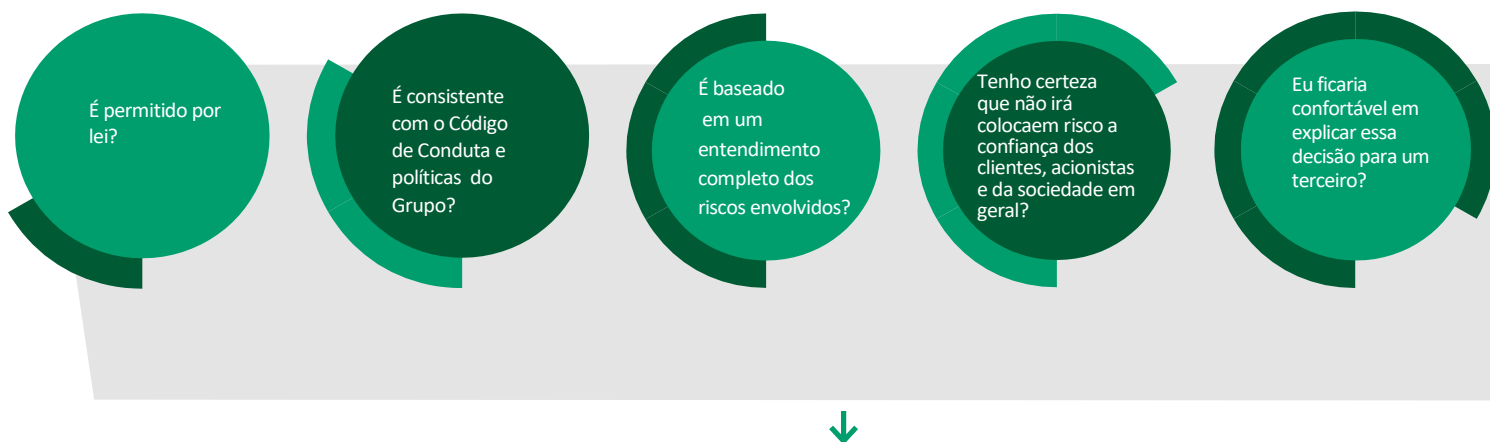 É permitido por
lei?
É consistente
com o Código
de Conduta e
políticas do
Grupo?
É baseado
em um
entendimento
completo dos
riscos envolvidos?
Tenho certeza
que não irá
colocaem risco a
confiança dos
clientes, acionistas
e da sociedade em
geral?
Eu ficaria
confortável em
explicar essa
decisão para um
terceiro?